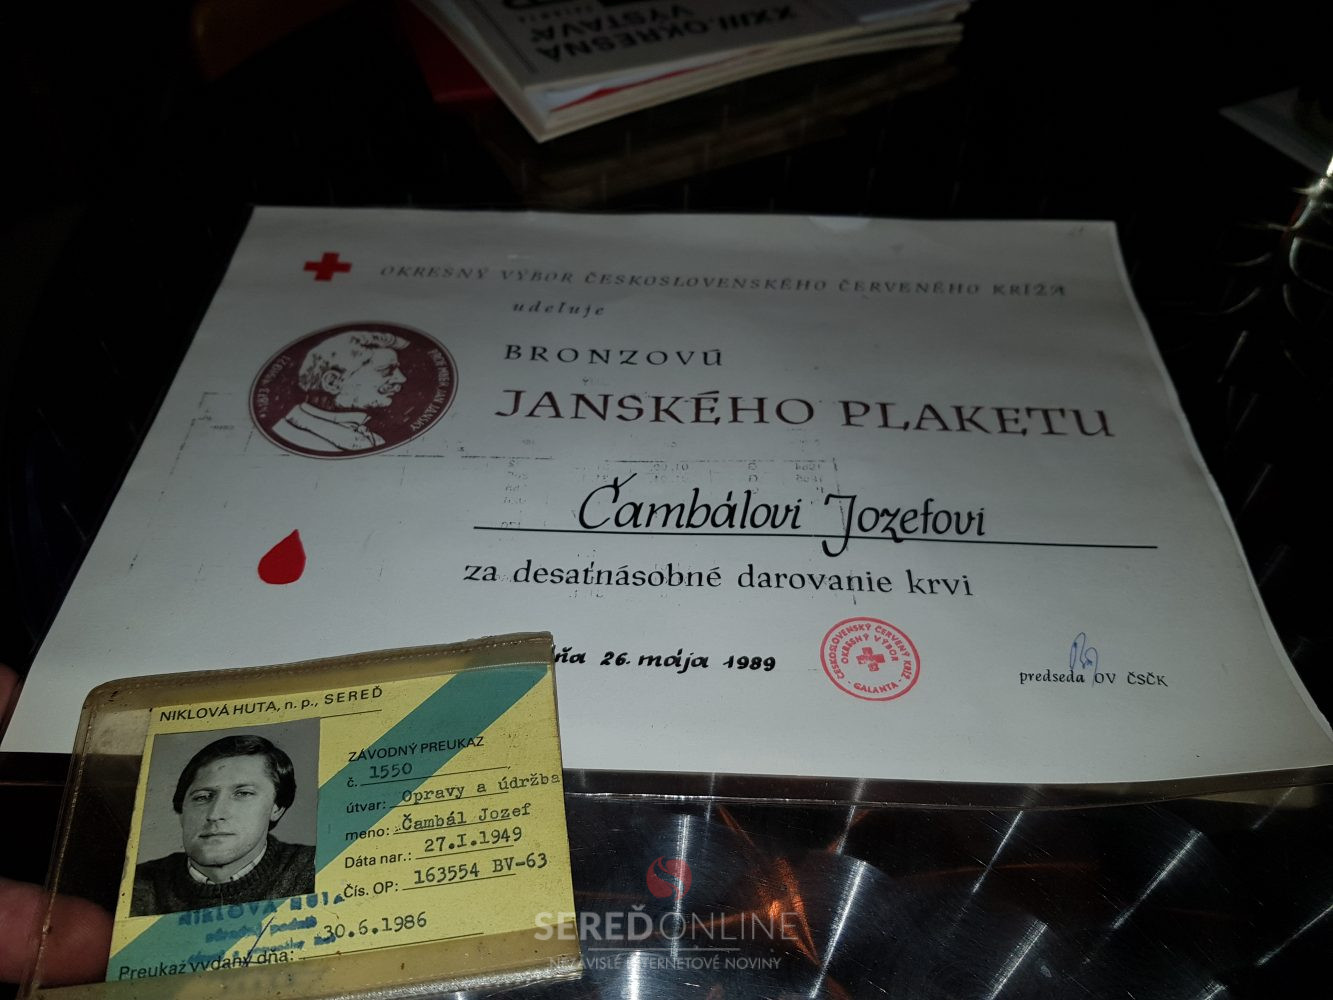 XXIII. OKRESNÁ
VÝSTAVA
OKRESNÝ VÝBOR ČESKOSLOVENSKÉHO ČERVENÉHO KRÍŽA
udeľuje
BRONZOVÚ
JANSKÉHO PLAKETU
Čambálovi Jozefovi
za desaťnásobné darovanie krvi
dňa 26. mája 1989
ČESKOSLOVENSKÝ ČERVENÝ KRÍŽ
OKRESNÝ VÝBOR
GALANTA
predseda OV ČSČK
NIKLOVÁ HUTA, n. p., SEREĎ
ZÁVODNÝ PREUKAZ
č. 1550
útvar: Opravy a údržba
meno: Čambál Jozef
Dáta nar.: 27.I.1949
Čís. OP: 163554 BV-63
NIKLOVÁ HUTA
národný podnik
30.6.1986
Preukaz vydaný dňa:
SEREĎONLINE
NEZÁVISLÉ INTERNETOVÉ NOVINY